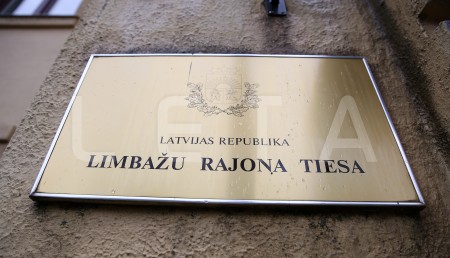 LATVIJAS REPUBLIKA
LIMBAŽU RAJONA TIESA
LETA